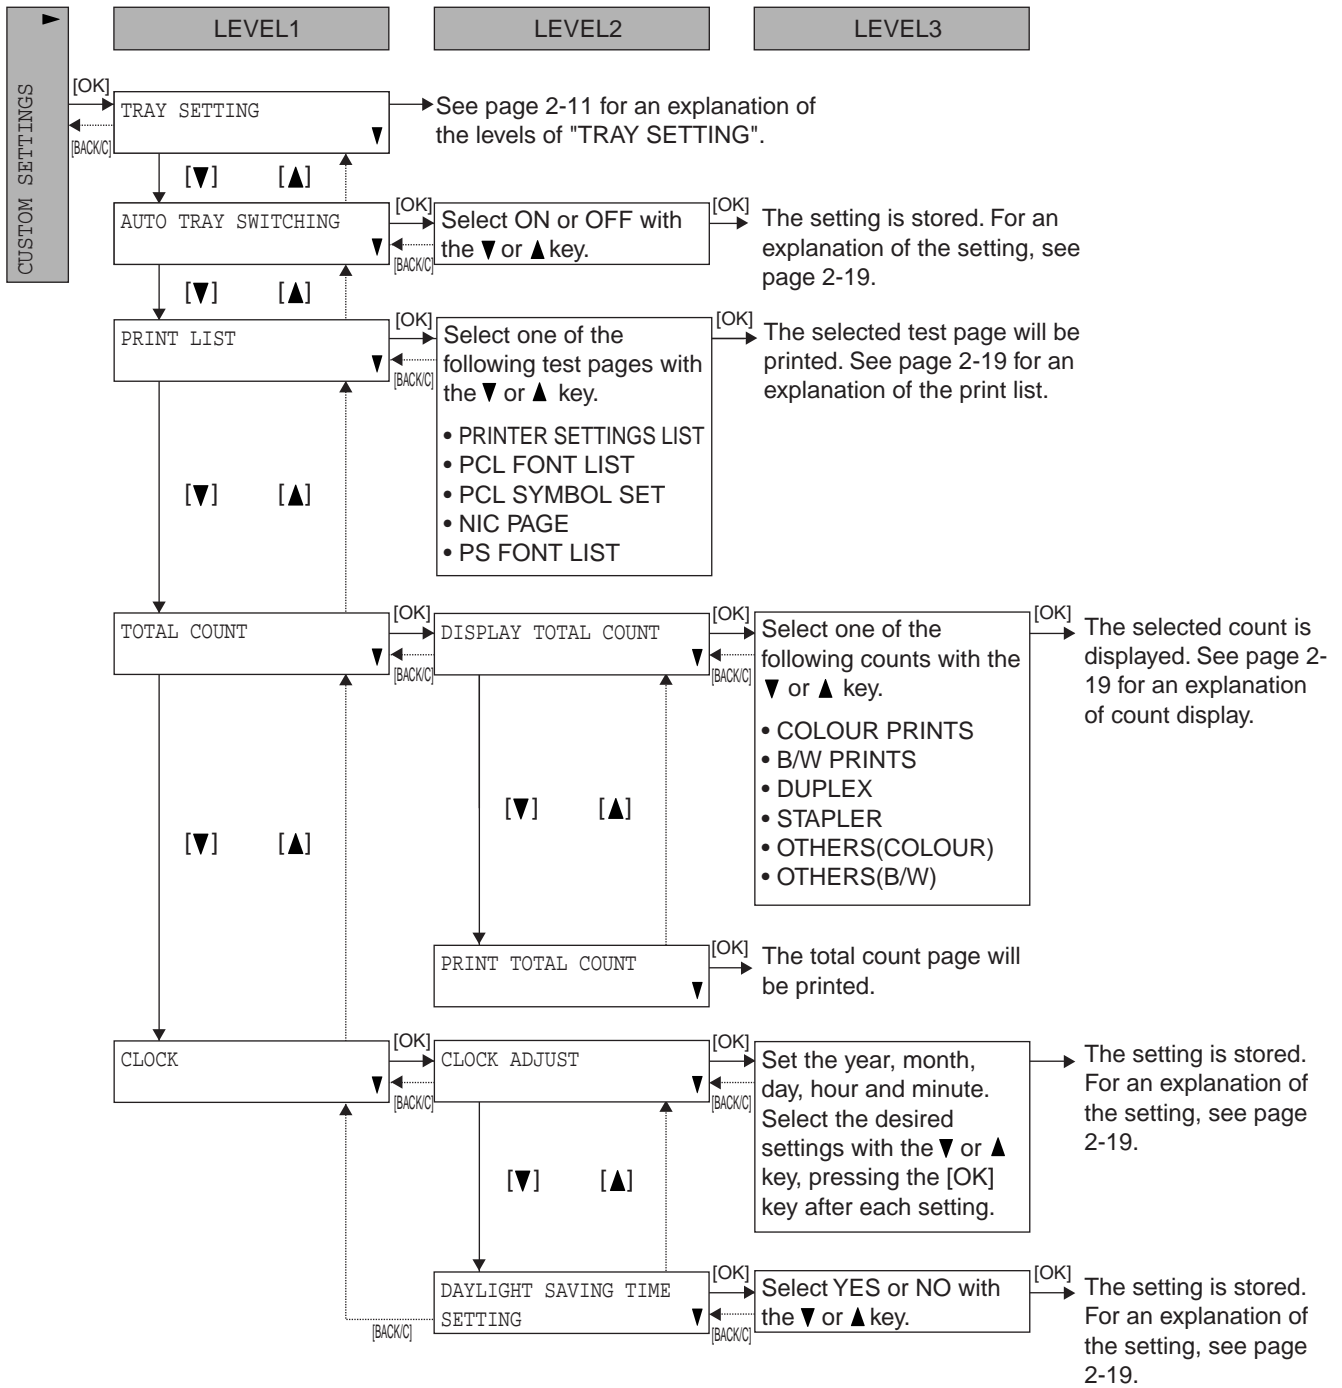 CUSTOM SETTINGS
LEVEL1
LEVEL2
LEVEL3
[OK]
[BACK/C]
TRAY SETTING
▼
See page 2-11 for an explanation of
the levels of "TRAY SETTING".
[▼]
[▲]
AUTO TRAY SWITCHING
▼
[OK]
[BACK/C]
Select ON or OFF with
the ▼ or ▲ key.
[OK]
The setting is stored. For an
explanation of the setting, see
page 2-19.
[▼]
[▲]
PRINT LIST
▼
[OK]
[BACK/C]
Select one of the
following test pages with
the ▼ or ▲ key.
• PRINTER SETTINGS LIST
• PCL FONT LIST
• PCL SYMBOL SET
• NIC PAGE
• PS FONT LIST
[OK]
The selected test page will be
printed. See page 2-19 for an
explanation of the print list.
[▼]
[▲]
TOTAL COUNT
▼
[OK]
[BACK/C]
DISPLAY TOTAL COUNT
▼
[OK]
[BACK/C]
Select one of the
following counts with the
▼ or ▲ key.
• COLOUR PRINTS
• B/W PRINTS
• DUPLEX
• STAPLER
• OTHERS(COLOUR)
• OTHERS(B/W)
[OK]
The selected count is
displayed. See page 2-
19 for an explanation
of count display.
[▼]
[▲]
[▼]
[▲]
PRINT TOTAL COUNT
▼
[OK]
The total count page will
be printed.
CLOCK
▼
[OK]
[BACK/C]
CLOCK ADJUST
▼
[OK]
[BACK/C]
Set the year, month,
day, hour and minute.
Select the desired
settings with the ▼ or ▲
key, pressing the [OK]
key after each setting.
The setting is stored.
For an explanation of
the setting, see page
2-19.
[▼]
[▲]
[BACK/C]
DAYLIGHT SAVING TIME
SETTING
▼
[OK]
[BACK/C]
Select YES or NO with
the ▼ or ▲ key.
[OK]
The setting is stored.
For an explanation of
the setting, see page
2-19.